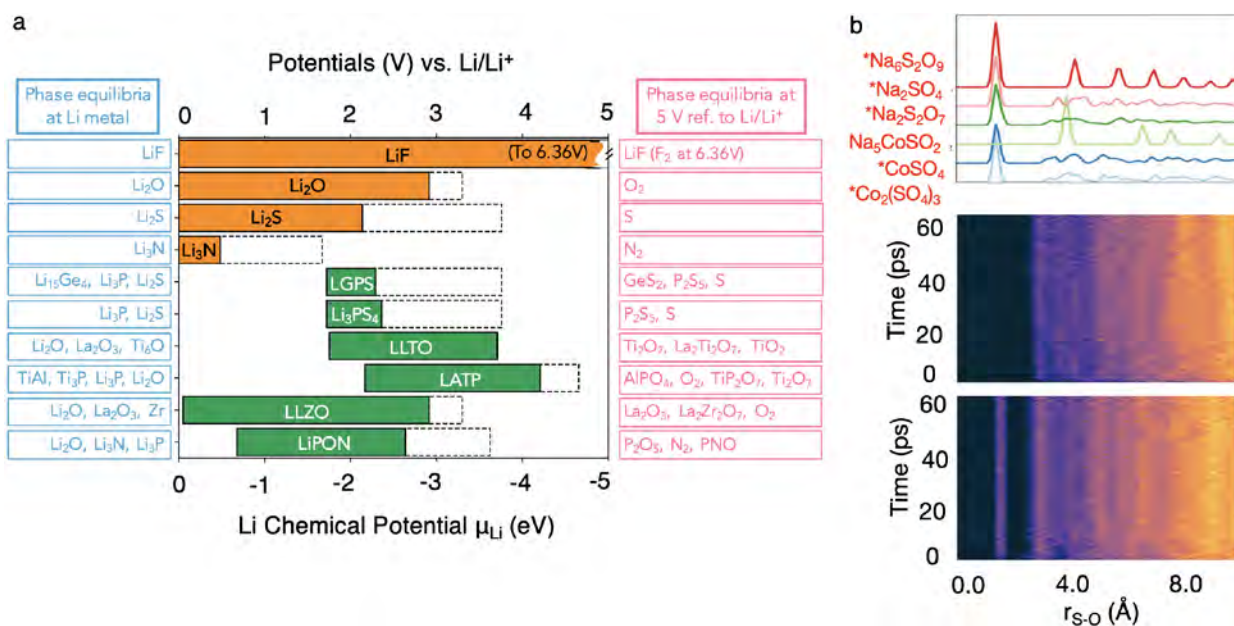 a
Potentials (V) vs. Li/Li⁺
Phase equilibria
at Li metal
0 1 2 3 4 5
Phase equilibria at
5 V ref. to Li/Li⁺
LiF
LiF
(To 6.36V)
LiF (F₂ at 6.36V)
Li₂O
Li₂O
O₂
Li₂S
Li₂S
S
Li₃N
Li₃N
N₂
Li₁₅Ge₄, Li₃P, Li₂S
LGPS
GeS₂, P₂S₅, S
Li₃P, Li₂S
Li₃PS₄
P₂S₅, S
Li₂O, La₂O₃, Ti₆O
LLTO
Ti₂O₇, La₂Ti₂O₇, TiO₂
TiAl, Ti₃P, Li₃P, Li₂O
LATP
AlPO₄, O₂, TiP₂O₇, Ti₂O₇
Li₂O, La₂O₃, Zr
LLZO
La₂O₃, La₂Zr₂O₇, O₂
Li₂O, Li₃N, Li₃P
LiPON
P₂O₅, N₂, PNO
0 -1 -2 -3 -4 -5
Li Chemical Potential μLi (eV)
b
*Na₆S₂O₉
*Na₂SO₄
*Na₂S₂O₇
Na₅CoSO₂
*CoSO₄
*Co₂(SO₄)₃
60
40
20
0
Time (ps)
60
40
20
0
Time (ps)
0.0 4.0 8.0
rS-O (Å)